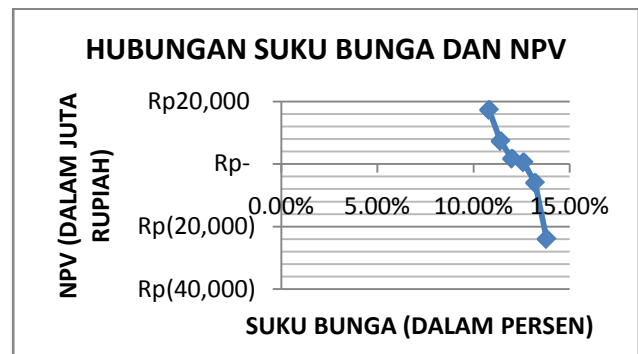 HUBUNGAN SUKU BUNGA DAN NPV
NPV (DALAM JUTA
RUPIAH)
Rp20,000
Rp-
Rp(20,000)
Rp(40,000)
0.00% 5.00% 10.00% 15.00%
SUKU BUNGA (DALAM PERSEN)